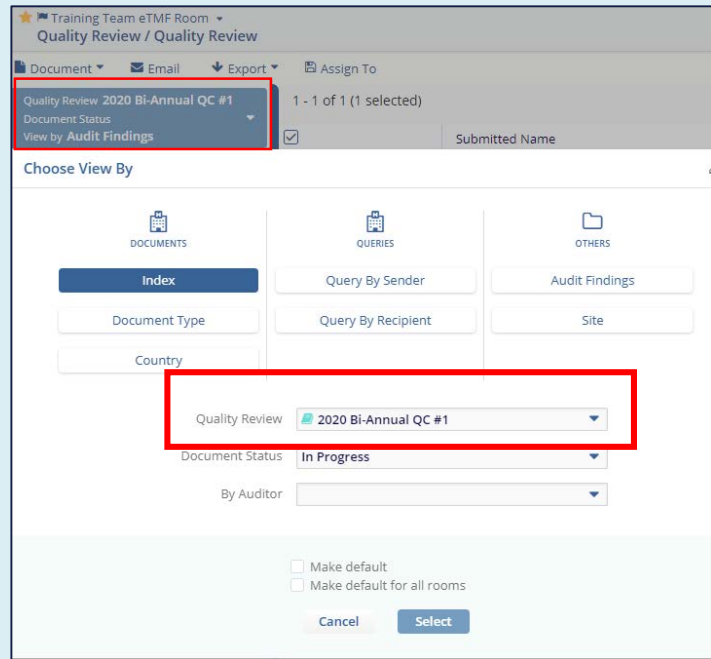 Training Team eTMF Room
Quality Review / Quality Review
Document Email Export Assign To
Quality Review 2020 Bi-Annual QC #1
Document Status
View by Audit Findings
1 - 1 of 1 (1 selected)
Submitted Name
Choose View By
DOCUMENTS QUERIES OTHERS
Index Query By Sender Audit Findings
Document Type Query By Recipient Site
Country
Quality Review 2020 Bi-Annual QC #1
Document Status In Progress
By Auditor
Make default
Make default for all rooms
Cancel Select